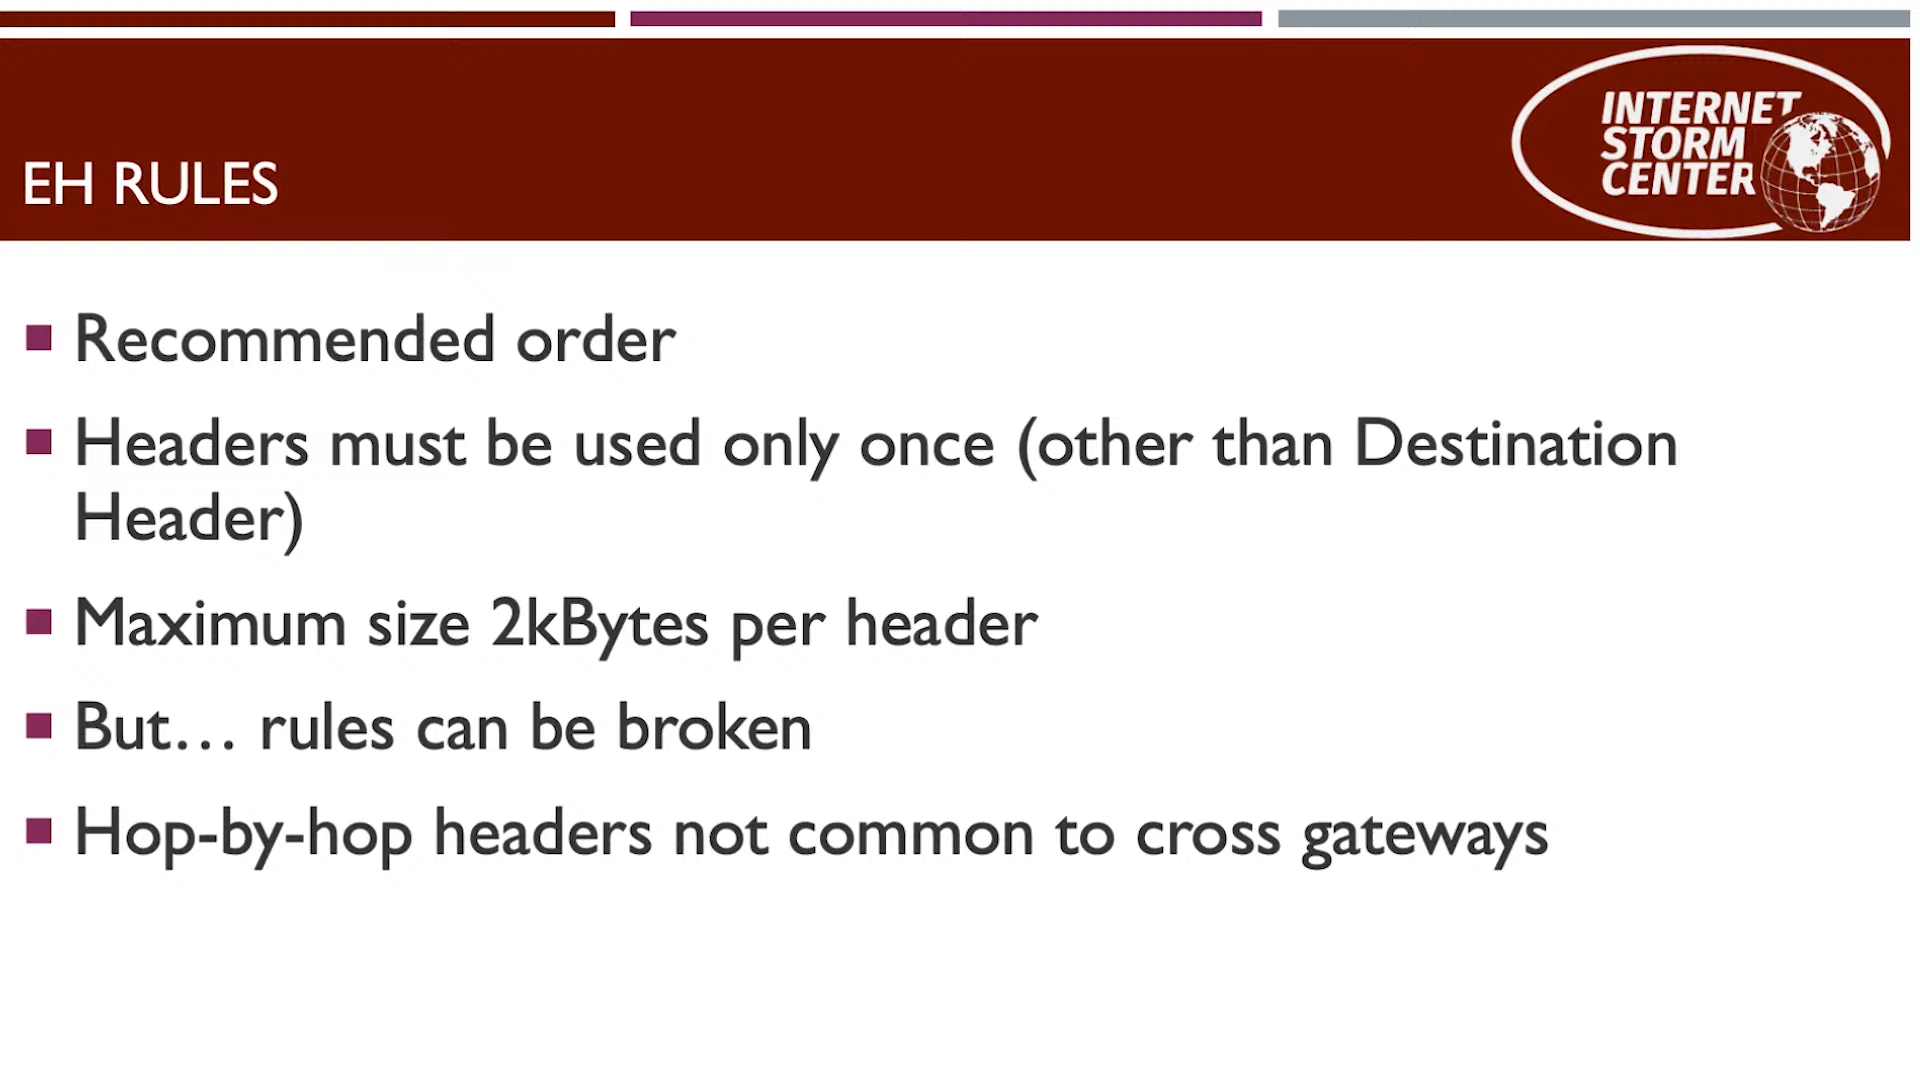 INTERNET
STORM
CENTER
EH RULES
Recommended order
Headers must be used only once (other than Destination
Header)
Maximum size 2kBytes per header
But... rules can be broken
Hop-by-hop headers not common to cross gateways